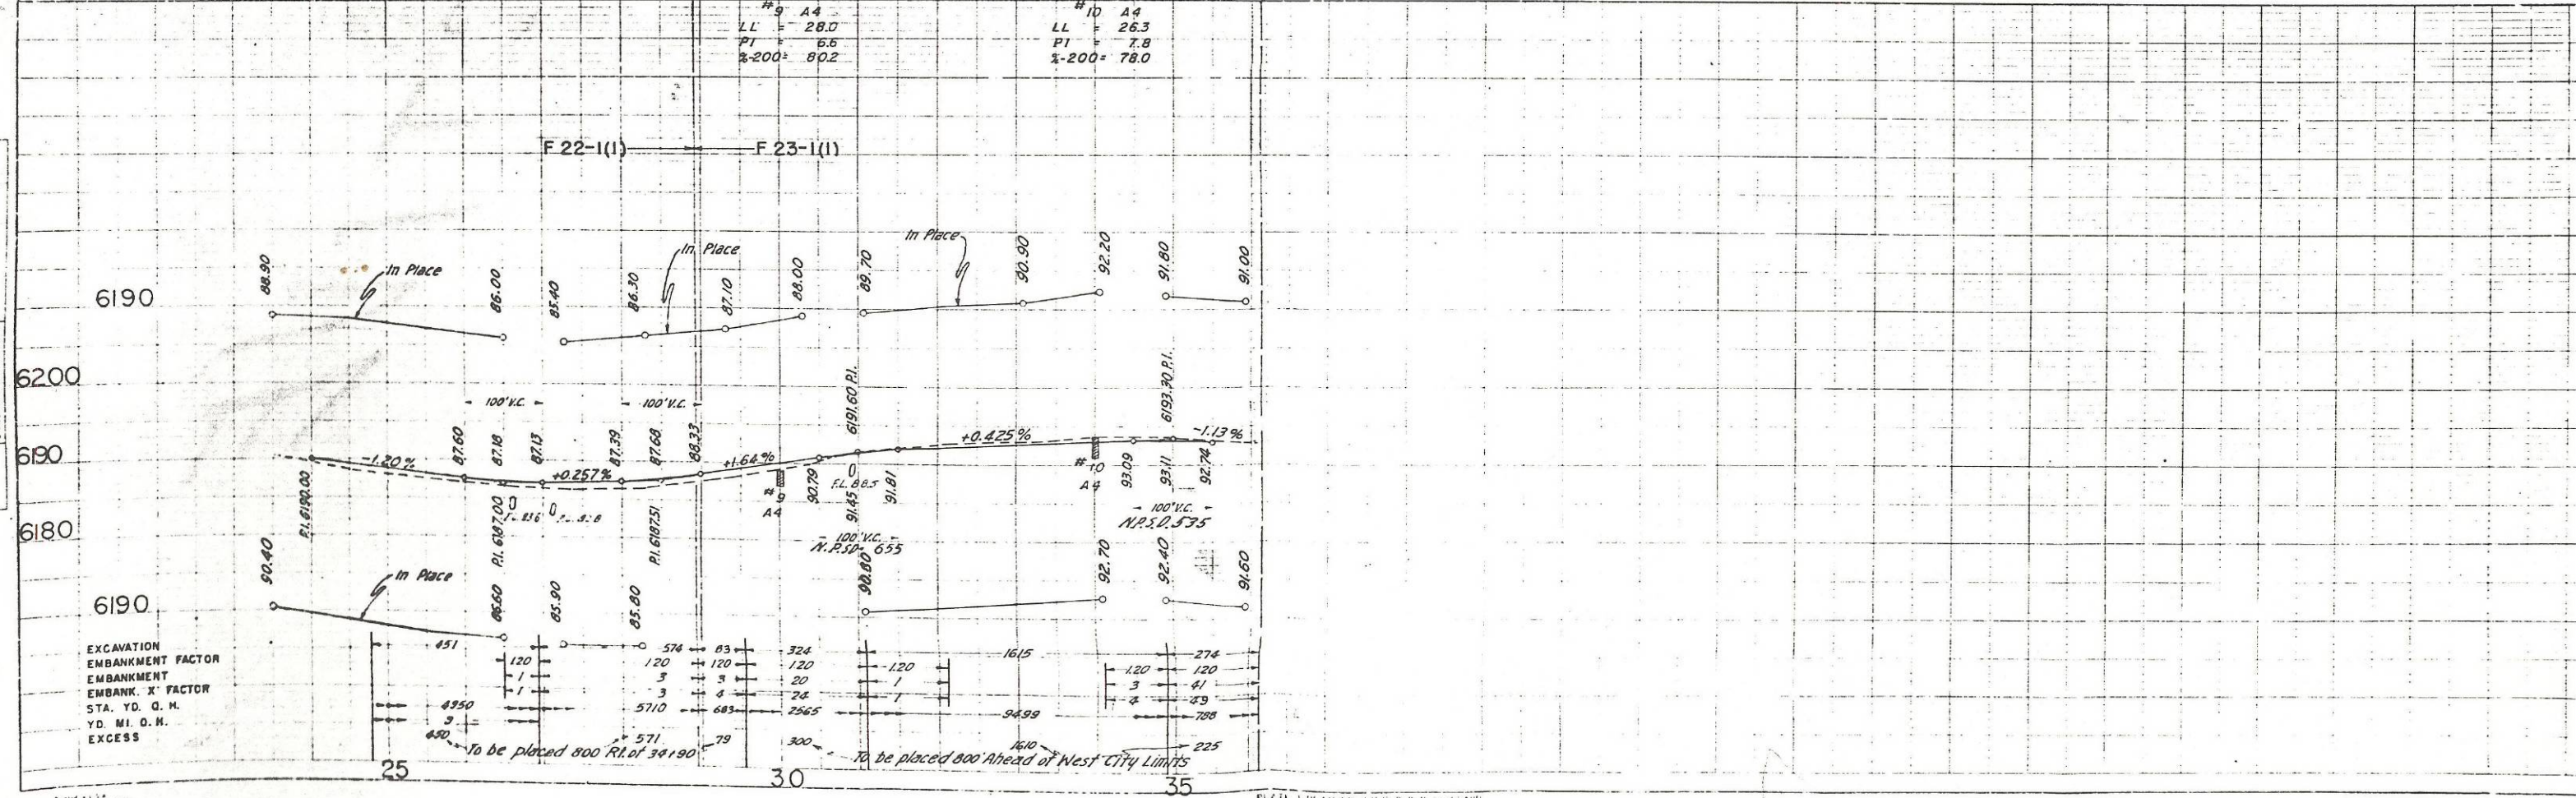 #9 A4
LL = 28.0
PI = 6.6
%-200= 80.2
#10 A4
LL = 26.3
PI = 7.8
%-200= 78.0
F 22-1(1)
F 23-1(1)
In Place
In Place
In Place
88.90
86.00
85.40
86.30
87.10
88.00
89.70
90.90
92.20
91.80
91.00
6190
6200
100' V.C.
100' V.C.
6191.60 P.I.
6193.30 P.I.
87.60
87.18
87.13
87.39
87.68
88.33
6190
-1.20%
+0.257%
+1.64%
+0.425%
-1.13%
P.I. 6190.00
P.I. 6187.00
P.I. 6187.51
#9
A4
90.79
91.45
F.L. 88.5
91.81
#10
A4
93.09
93.11
92.74
6180
100' V.C.
N.P.S.D. 655
100' V.C.
N.P.S.D. 535
6190
In Place
90.40
86.60
85.90
85.80
90.80
92.70
92.40
91.60
EXCAVATION 451 574 83 324 1615 274
EMBANKMENT FACTOR 120 120 120 120 1.20 1.20 1.20
EMBANKMENT 1 3 3 20 1 3 41
EMBANK. X FACTOR 1 3 4 24 1 4 49
STA. YD. O. H. 4950 5710 683 2565 9499 788
YD. MI. O. H. 9
EXCESS 450 571 79 300 1610 225
To be placed 800' Rt. of 34+90
To be placed 800' Ahead of West City Limits
25
30
35